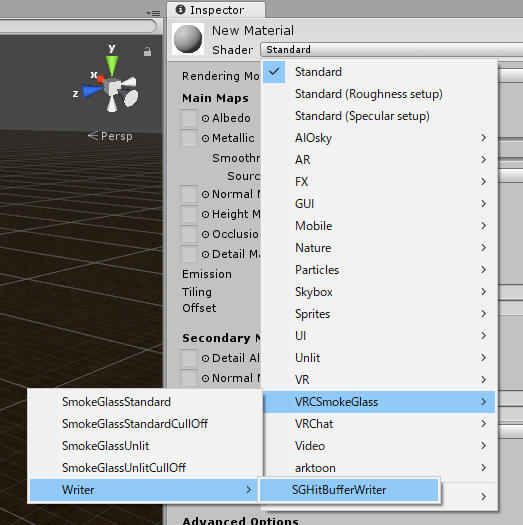 Inspector
New Material
Shader
Standard
y
x
z
Persp
Rendering Mo
Main Maps
Albedo
Metallic
Smoothn
Sourc
Normal M
Height M
Occlusio
Detail Ma
Emission
Tiling
Offset
Secondary M
Detail Al
Normal M
Advanced Options
Standard
Standard (Roughness setup)
Standard (Specular setup)
AIOsky
AR
FX
GUI
Mobile
Nature
Particles
Skybox
Sprites
UI
Unlit
VR
VRCSmokeGlass
VRChat
Video
arktoon
SmokeGlassStandard
SmokeGlassStandardCullOff
SmokeGlassUnlit
SmokeGlassUnlitCullOff
Writer
SGHitBufferWriter